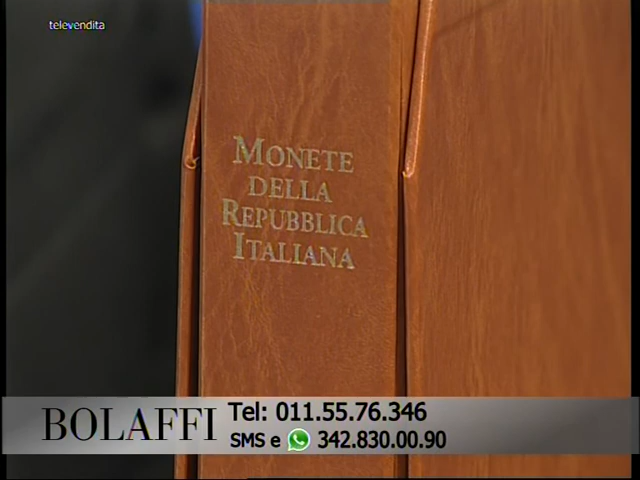 televendita
MONETE
DELLA
REPUBBLICA
ITALIANA
BOLAFFI
Tel: 011.55.76.346
SMS e 342.830.00.90